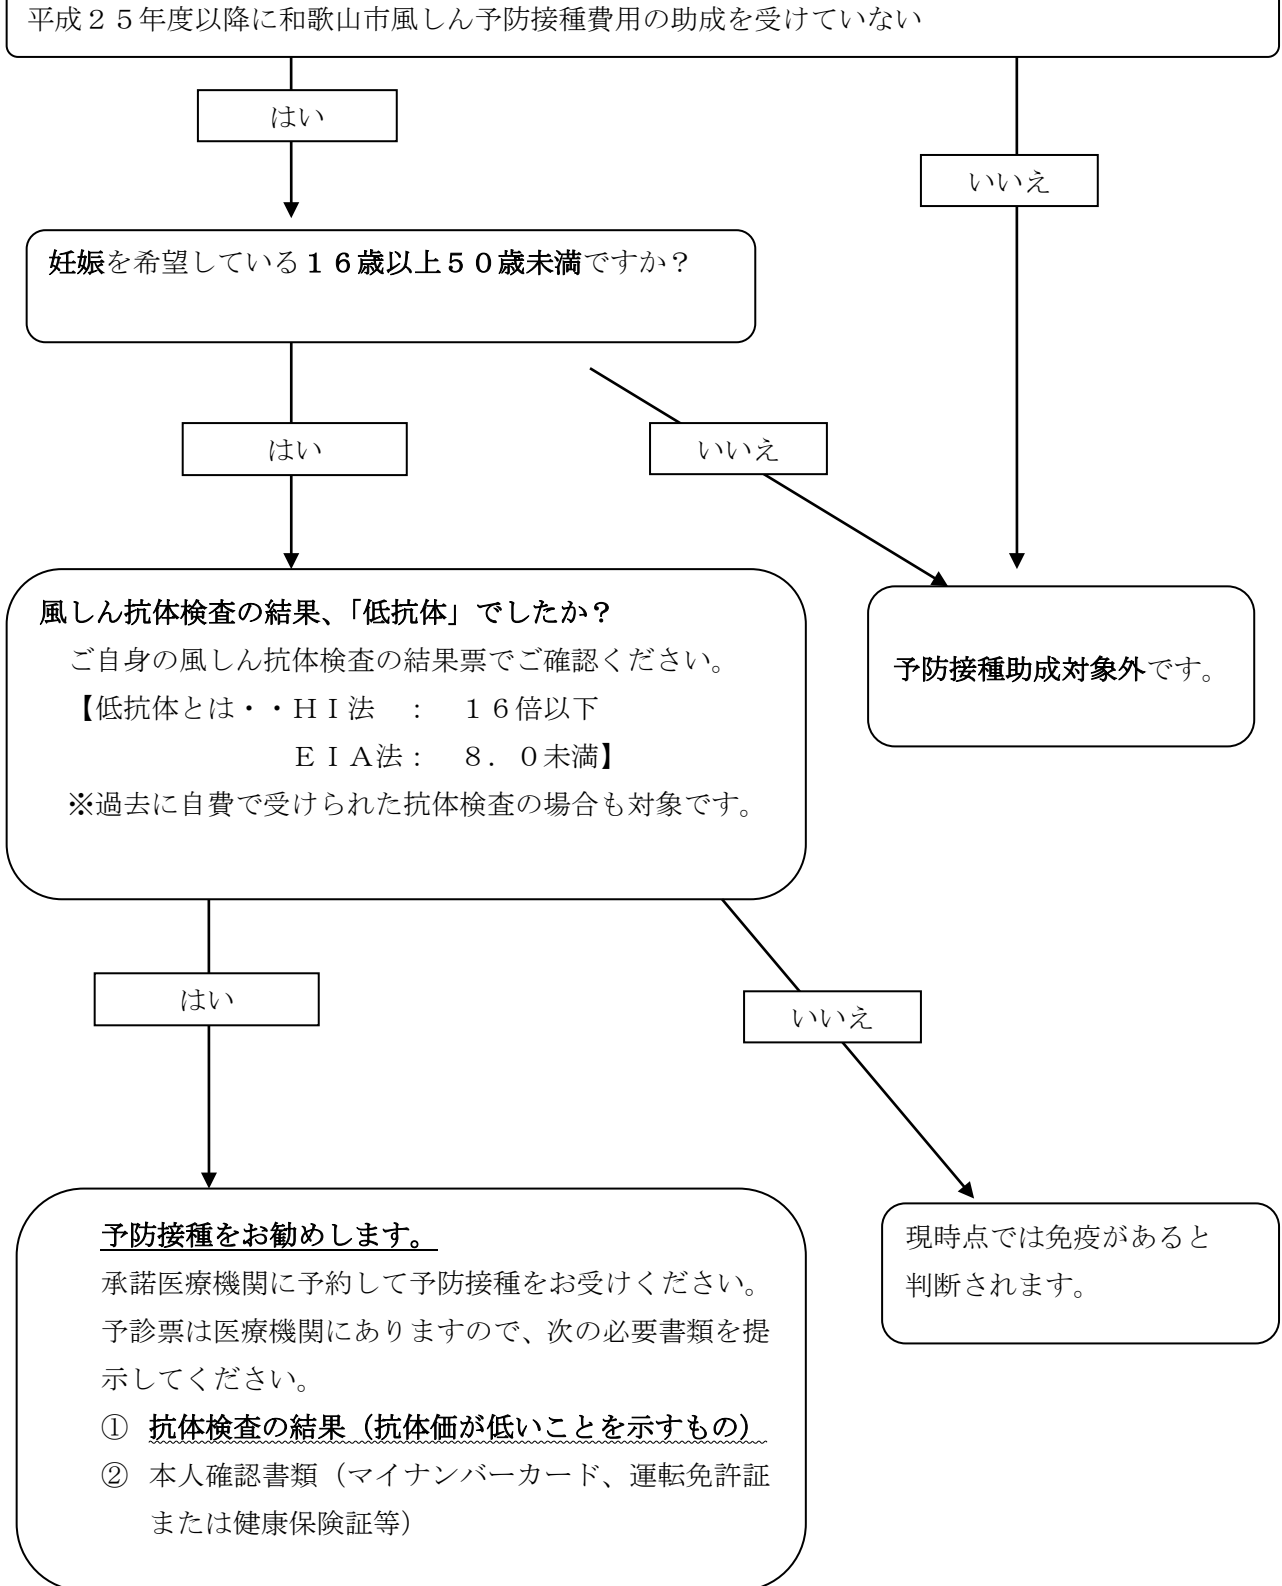 平成２５年度以降に和歌山市風しん予防接種費用の助成を受けていない
はい
いいえ
妊娠を希望している１６歳以上５０歳未満ですか？
はい
いいえ
風しん抗体検査の結果、「低抗体」でしたか？
ご自身の風しん抗体検査の結果票でご確認ください。
【低抗体とは・・ＨＩ法　：　１６倍以下
ＥＩＡ法：　８．０未満】
※過去に自費で受けられた抗体検査の場合も対象です。
予防接種助成対象外です。
はい
いいえ
予防接種をお勧めします。
承諾医療機関に予約して予防接種をお受けください。
予診票は医療機関にありますので、次の必要書類を提
示してください。
①　抗体検査の結果（抗体価が低いことを示すもの）
②　本人確認書類（マイナンバーカード、運転免許証
または健康保険証等）
現時点では免疫があると
判断されます。